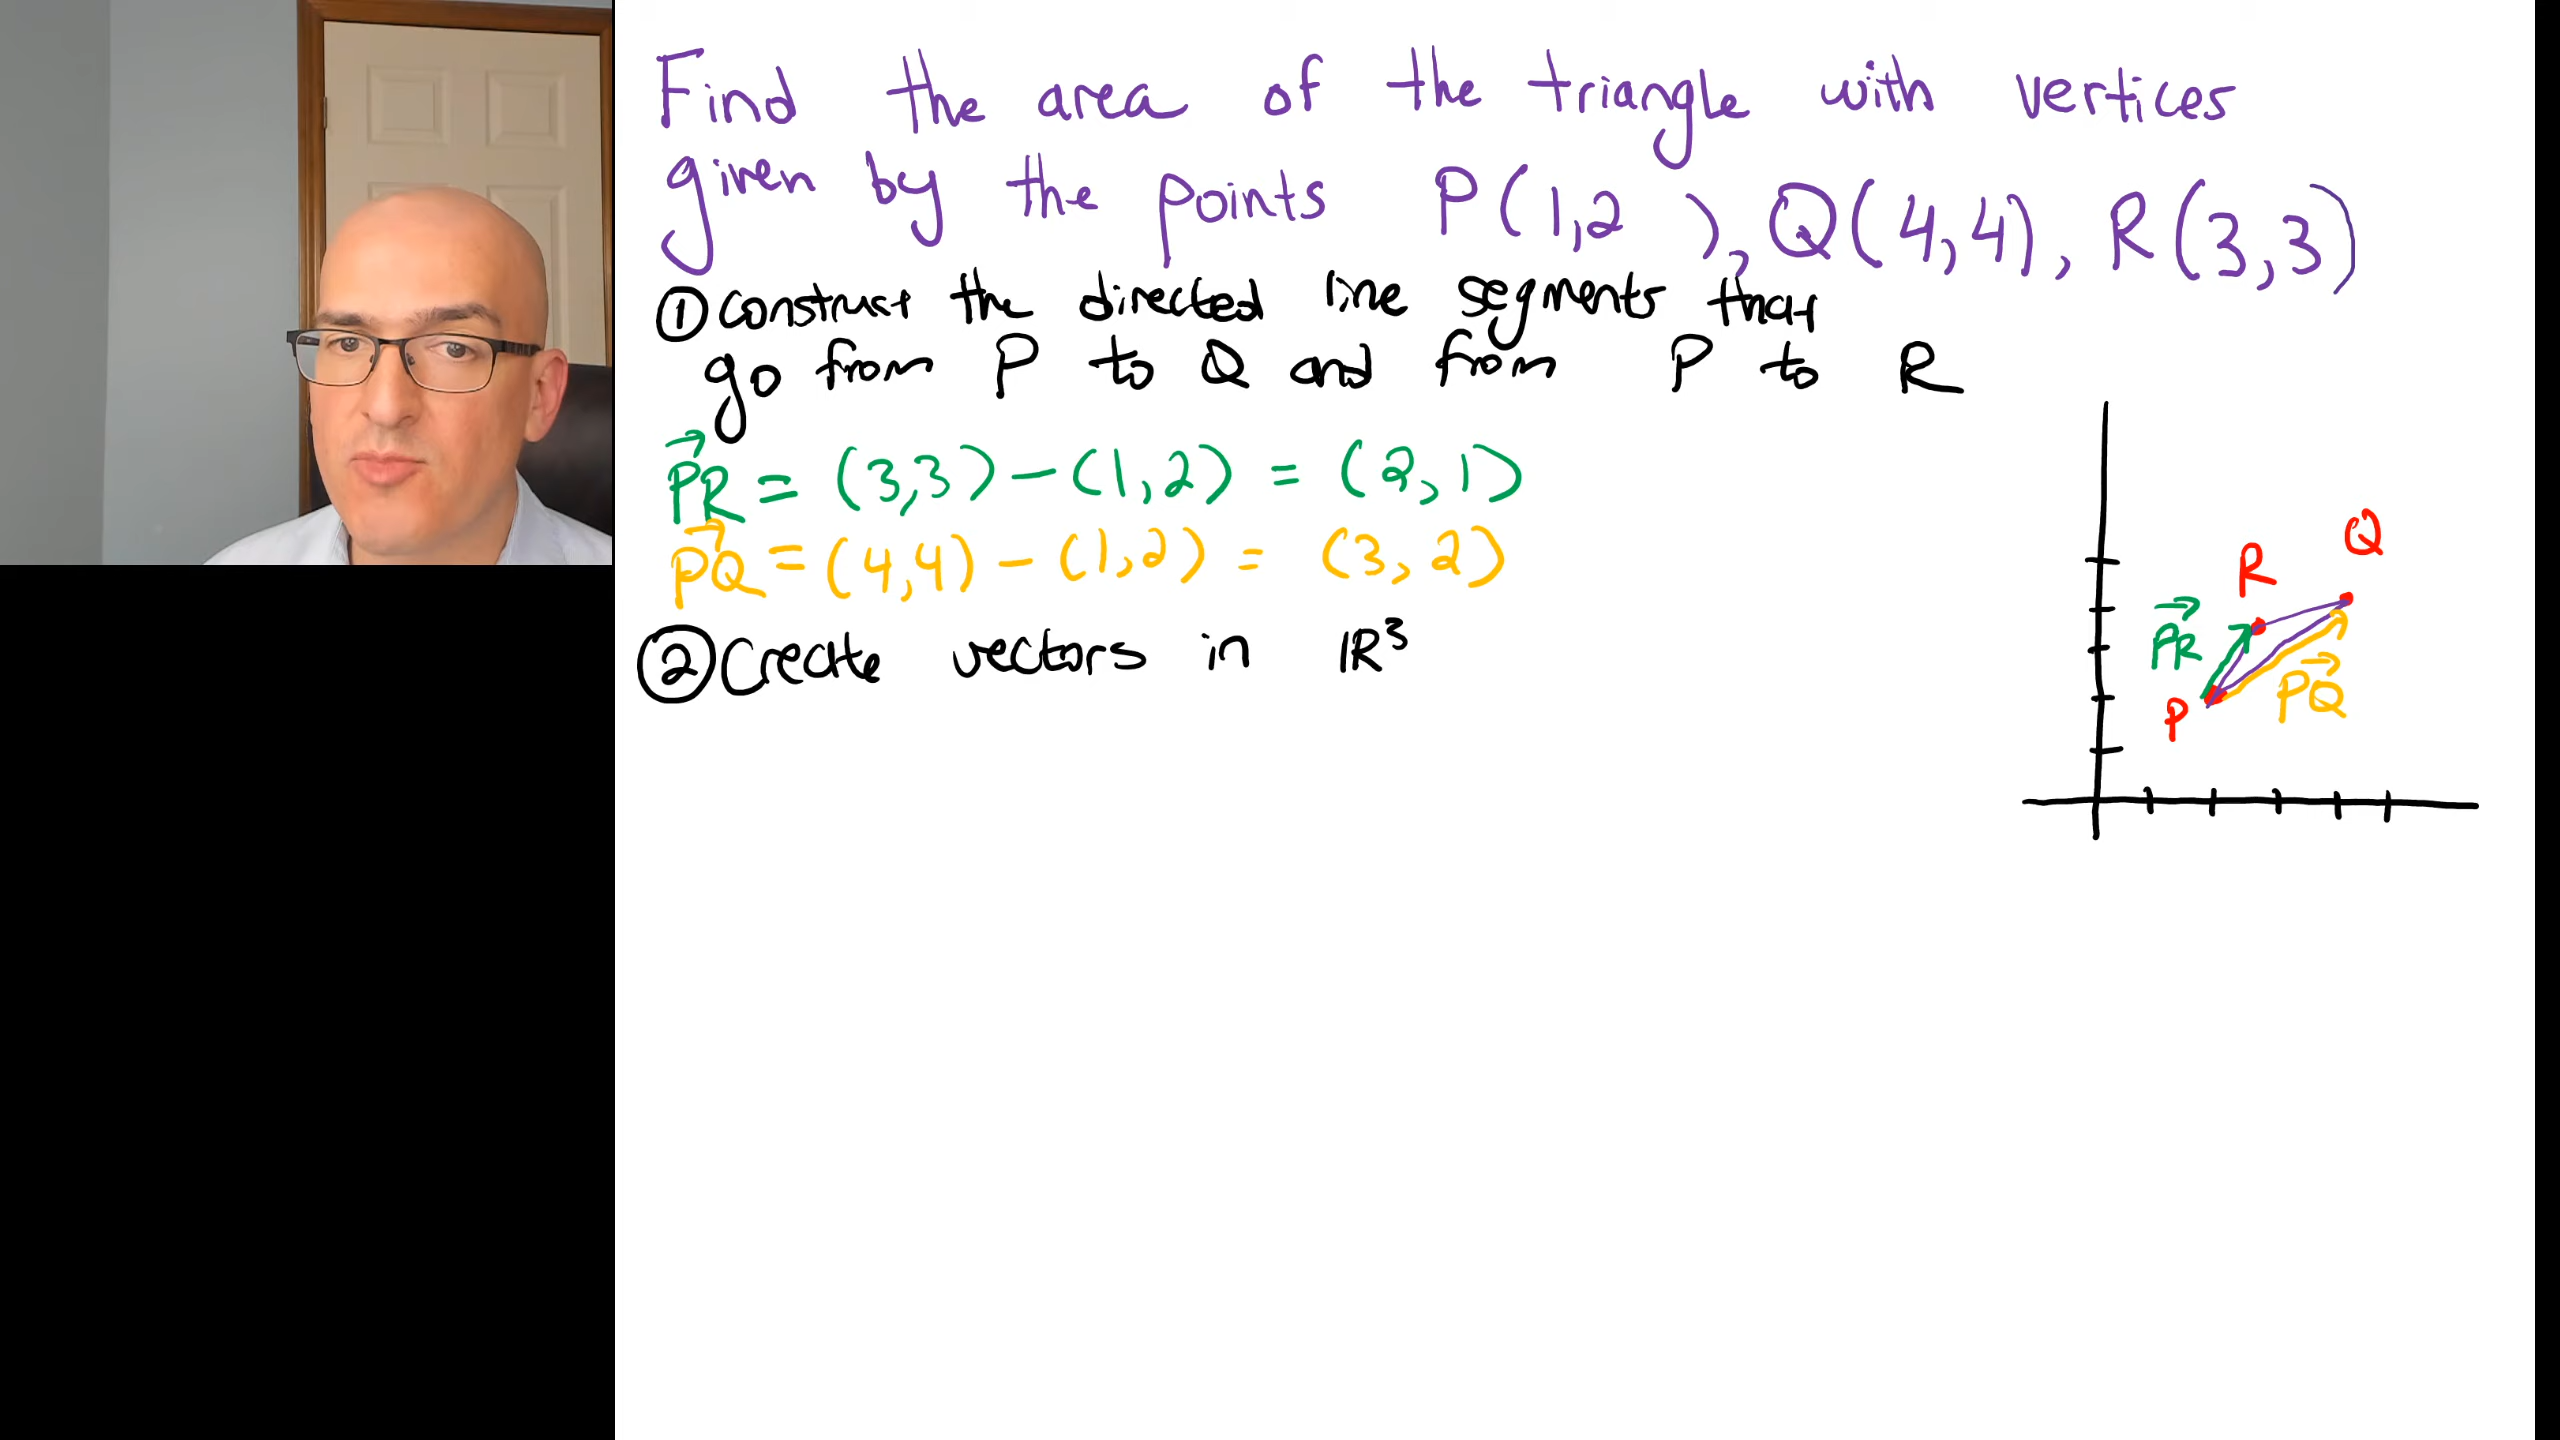 Find the area of the triangle with vertices
given by the points P(1,2 ), Q(4,4), R(3,3)
① construct the directed line segments that
go from P to Q and from P to R
PR⃗ = (3,3) - (1,2) = (2,1)
PQ⃗ = (4,4) - (1,2) = (3,2)
② Create vectors in ℝ³
Q
R
PR⃗
PQ⃗
P